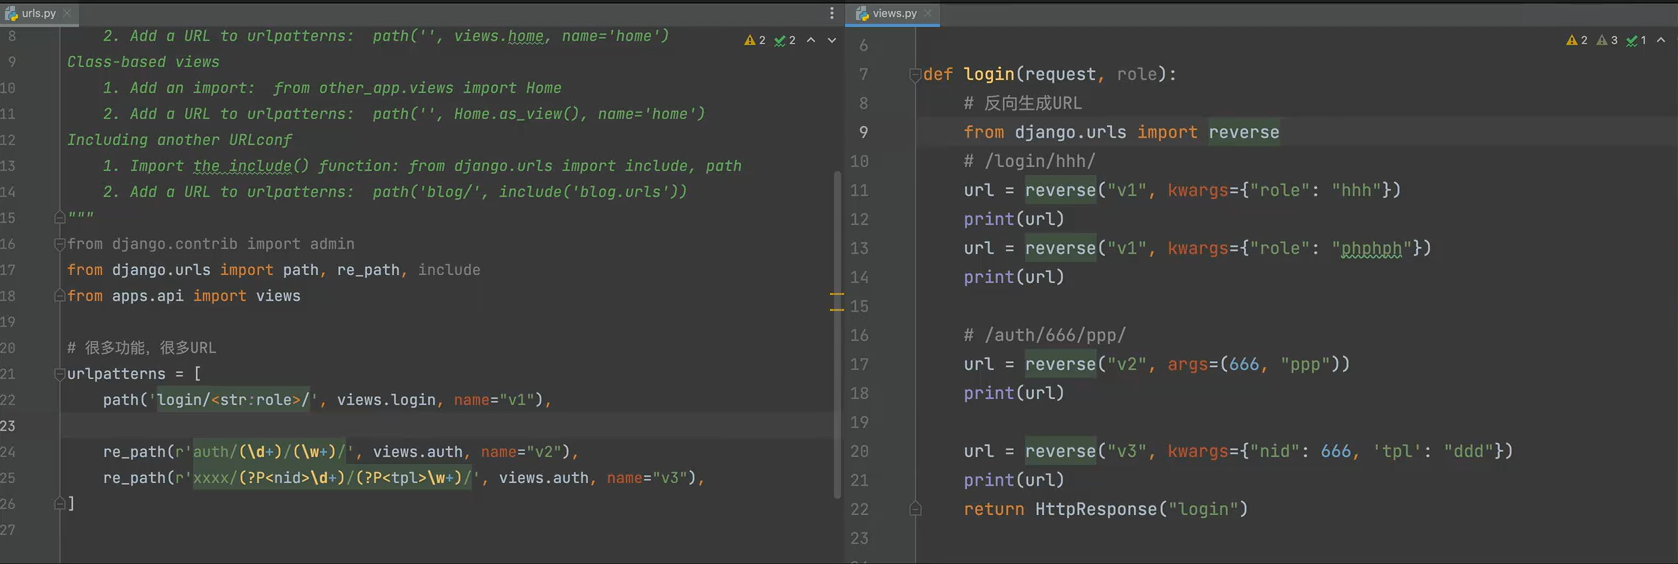 urls.py
8 2. Add a URL to urlpatterns:  path('', views.home, name='home')
9 Class-based views
10 1. Add an import:  from other_app.views import Home
11 2. Add a URL to urlpatterns:  path('', Home.as_view(), name='home')
12 Including another URLconf
13 1. Import the include() function: from django.urls import include, path
14 2. Add a URL to urlpatterns:  path('blog/', include('blog.urls'))
15 """
16 from django.contrib import admin
17 from django.urls import path, re_path, include
18 from apps.api import views
19
20 # 很多功能，很多URL
21 urlpatterns = [
22 path('login/<str:role>/', views.login, name="v1"),
23
24 re_path(r'auth/(\d+)/(\w+)/', views.auth, name="v2"),
25 re_path(r'xxxx/(?P<nid>\d+)/(?P<tpl>\w+)/', views.auth, name="v3"),
26 ]
27
2 2
views.py
2 3 1
6
7 def login(request, role):
8 # 反向生成URL
9 from django.urls import reverse
10 # /login/hhh/
11 url = reverse("v1", kwargs={"role": "hhh"})
12 print(url)
13 url = reverse("v1", kwargs={"role": "phphph"})
14 print(url)
15
16 # /auth/666/ppp/
17 url = reverse("v2", args=(666, "ppp"))
18 print(url)
19
20 url = reverse("v3", kwargs={"nid": 666, 'tpl': "ddd"})
21 print(url)
22 return HttpResponse("login")
23